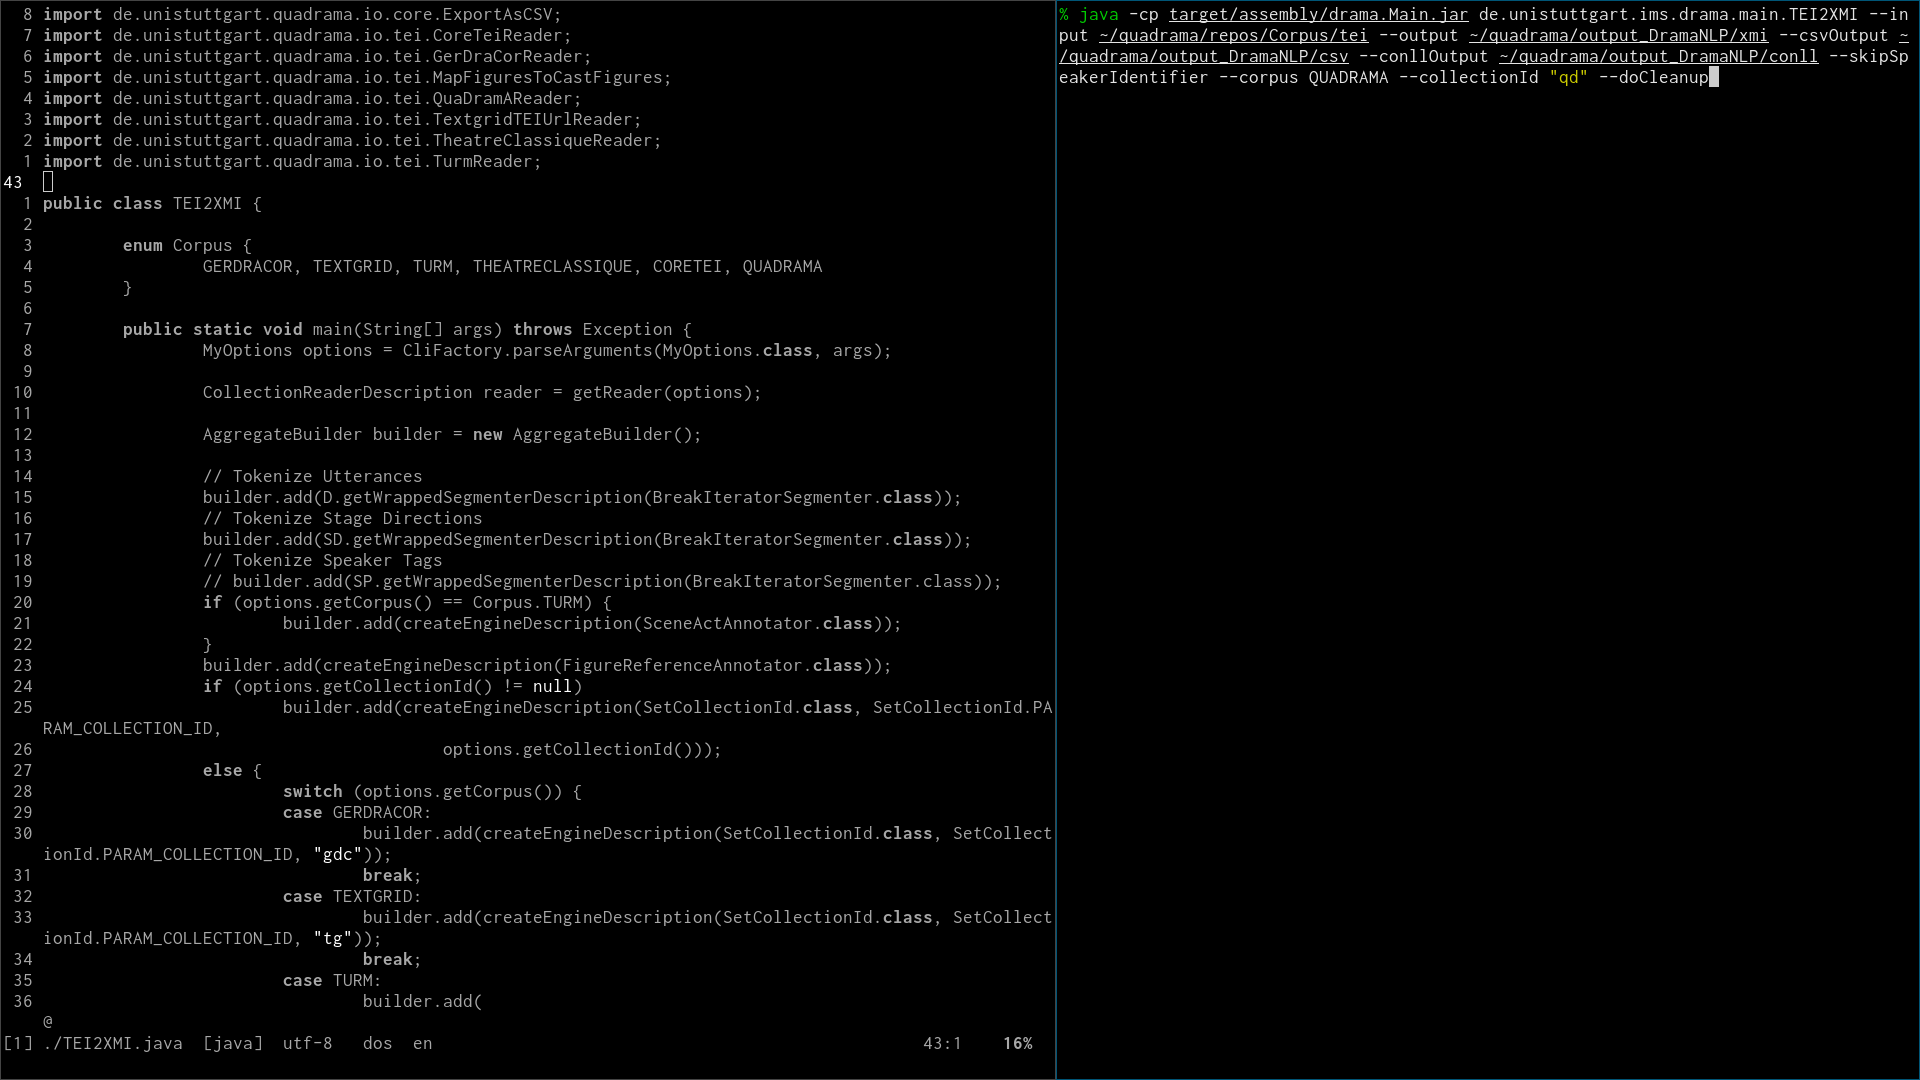 8 import de.unistuttgart.quadrama.io.core.ExportAsCSV;
7 import de.unistuttgart.quadrama.io.tei.CoreTeiReader;
6 import de.unistuttgart.quadrama.io.tei.GerDraCorReader;
5 import de.unistuttgart.quadrama.io.tei.MapFiguresToCastFigures;
4 import de.unistuttgart.quadrama.io.tei.QuaDramAReader;
3 import de.unistuttgart.quadrama.io.tei.TextgridTEIUrlReader;
2 import de.unistuttgart.quadrama.io.tei.TheatreClassiqueReader;
1 import de.unistuttgart.quadrama.io.tei.TurmReader;
43
1 public class TEI2XMI {
2
3 enum Corpus {
4 GERDRACOR, TEXTGRID, TURM, THEATRECLASSIQUE, CORETEI, QUADRAMA
5 }
6
7 public static void main(String[] args) throws Exception {
8 MyOptions options = CliFactory.parseArguments(MyOptions.class, args);
9
10 CollectionReaderDescription reader = getReader(options);
11
12 AggregateBuilder builder = new AggregateBuilder();
13
14 // Tokenize Utterances
15 builder.add(D.getWrappedSegmenterDescription(BreakIteratorSegmenter.class));
16 // Tokenize Stage Directions
17 builder.add(SD.getWrappedSegmenterDescription(BreakIteratorSegmenter.class));
18 // Tokenize Speaker Tags
19 // builder.add(SP.getWrappedSegmenterDescription(BreakIteratorSegmenter.class));
20 if (options.getCorpus() == Corpus.TURM) {
21 builder.add(createEngineDescription(SceneActAnnotator.class));
22 }
23 builder.add(createEngineDescription(FigureReferenceAnnotator.class));
24 if (options.getCollectionId() != null)
25 builder.add(createEngineDescription(SetCollectionId.class, SetCollectionId.PA
RAM_COLLECTION_ID,
26 options.getCollectionId()));
27 else {
28 switch (options.getCorpus()) {
29 case GERDRACOR:
30 builder.add(createEngineDescription(SetCollectionId.class, SetCollect
ionId.PARAM_COLLECTION_ID, "gdc"));
31 break;
32 case TEXTGRID:
33 builder.add(createEngineDescription(SetCollectionId.class, SetCollect
ionId.PARAM_COLLECTION_ID, "tg"));
34 break;
35 case TURM:
36 builder.add(
@
[1] ./TEI2XMI.java [java] utf-8 dos en 43:1 16%
% java -cp target/assembly/drama.Main.jar de.unistuttgart.ims.drama.main.TEI2XMI --in
put ~/quadrama/repos/Corpus/tei --output ~/quadrama/output_DramaNLP/xmi --csvOutput ~
/quadrama/output_DramaNLP/csv --conllOutput ~/quadrama/output_DramaNLP/conll --skipSp
eakerIdentifier --corpus QUADRAMA --collectionId "qd" --doCleanup